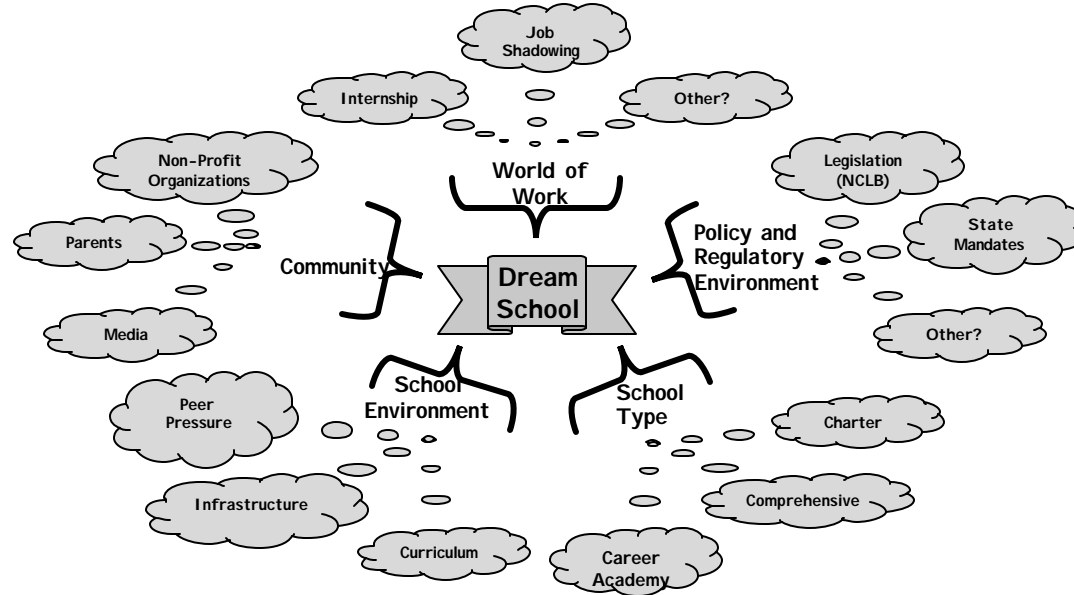 Job
Shadowing
Internship
Other?
Non-Profit
Organizations
Legislation
(NCLB)
World of
Work
Parents
State
Mandates
Community
Policy and
Regulatory
Environment
Dream
School
Media
Other?
School
Environment
School
Type
Peer
Pressure
Charter
Infrastructure
Comprehensive
Curriculum
Career
Academy